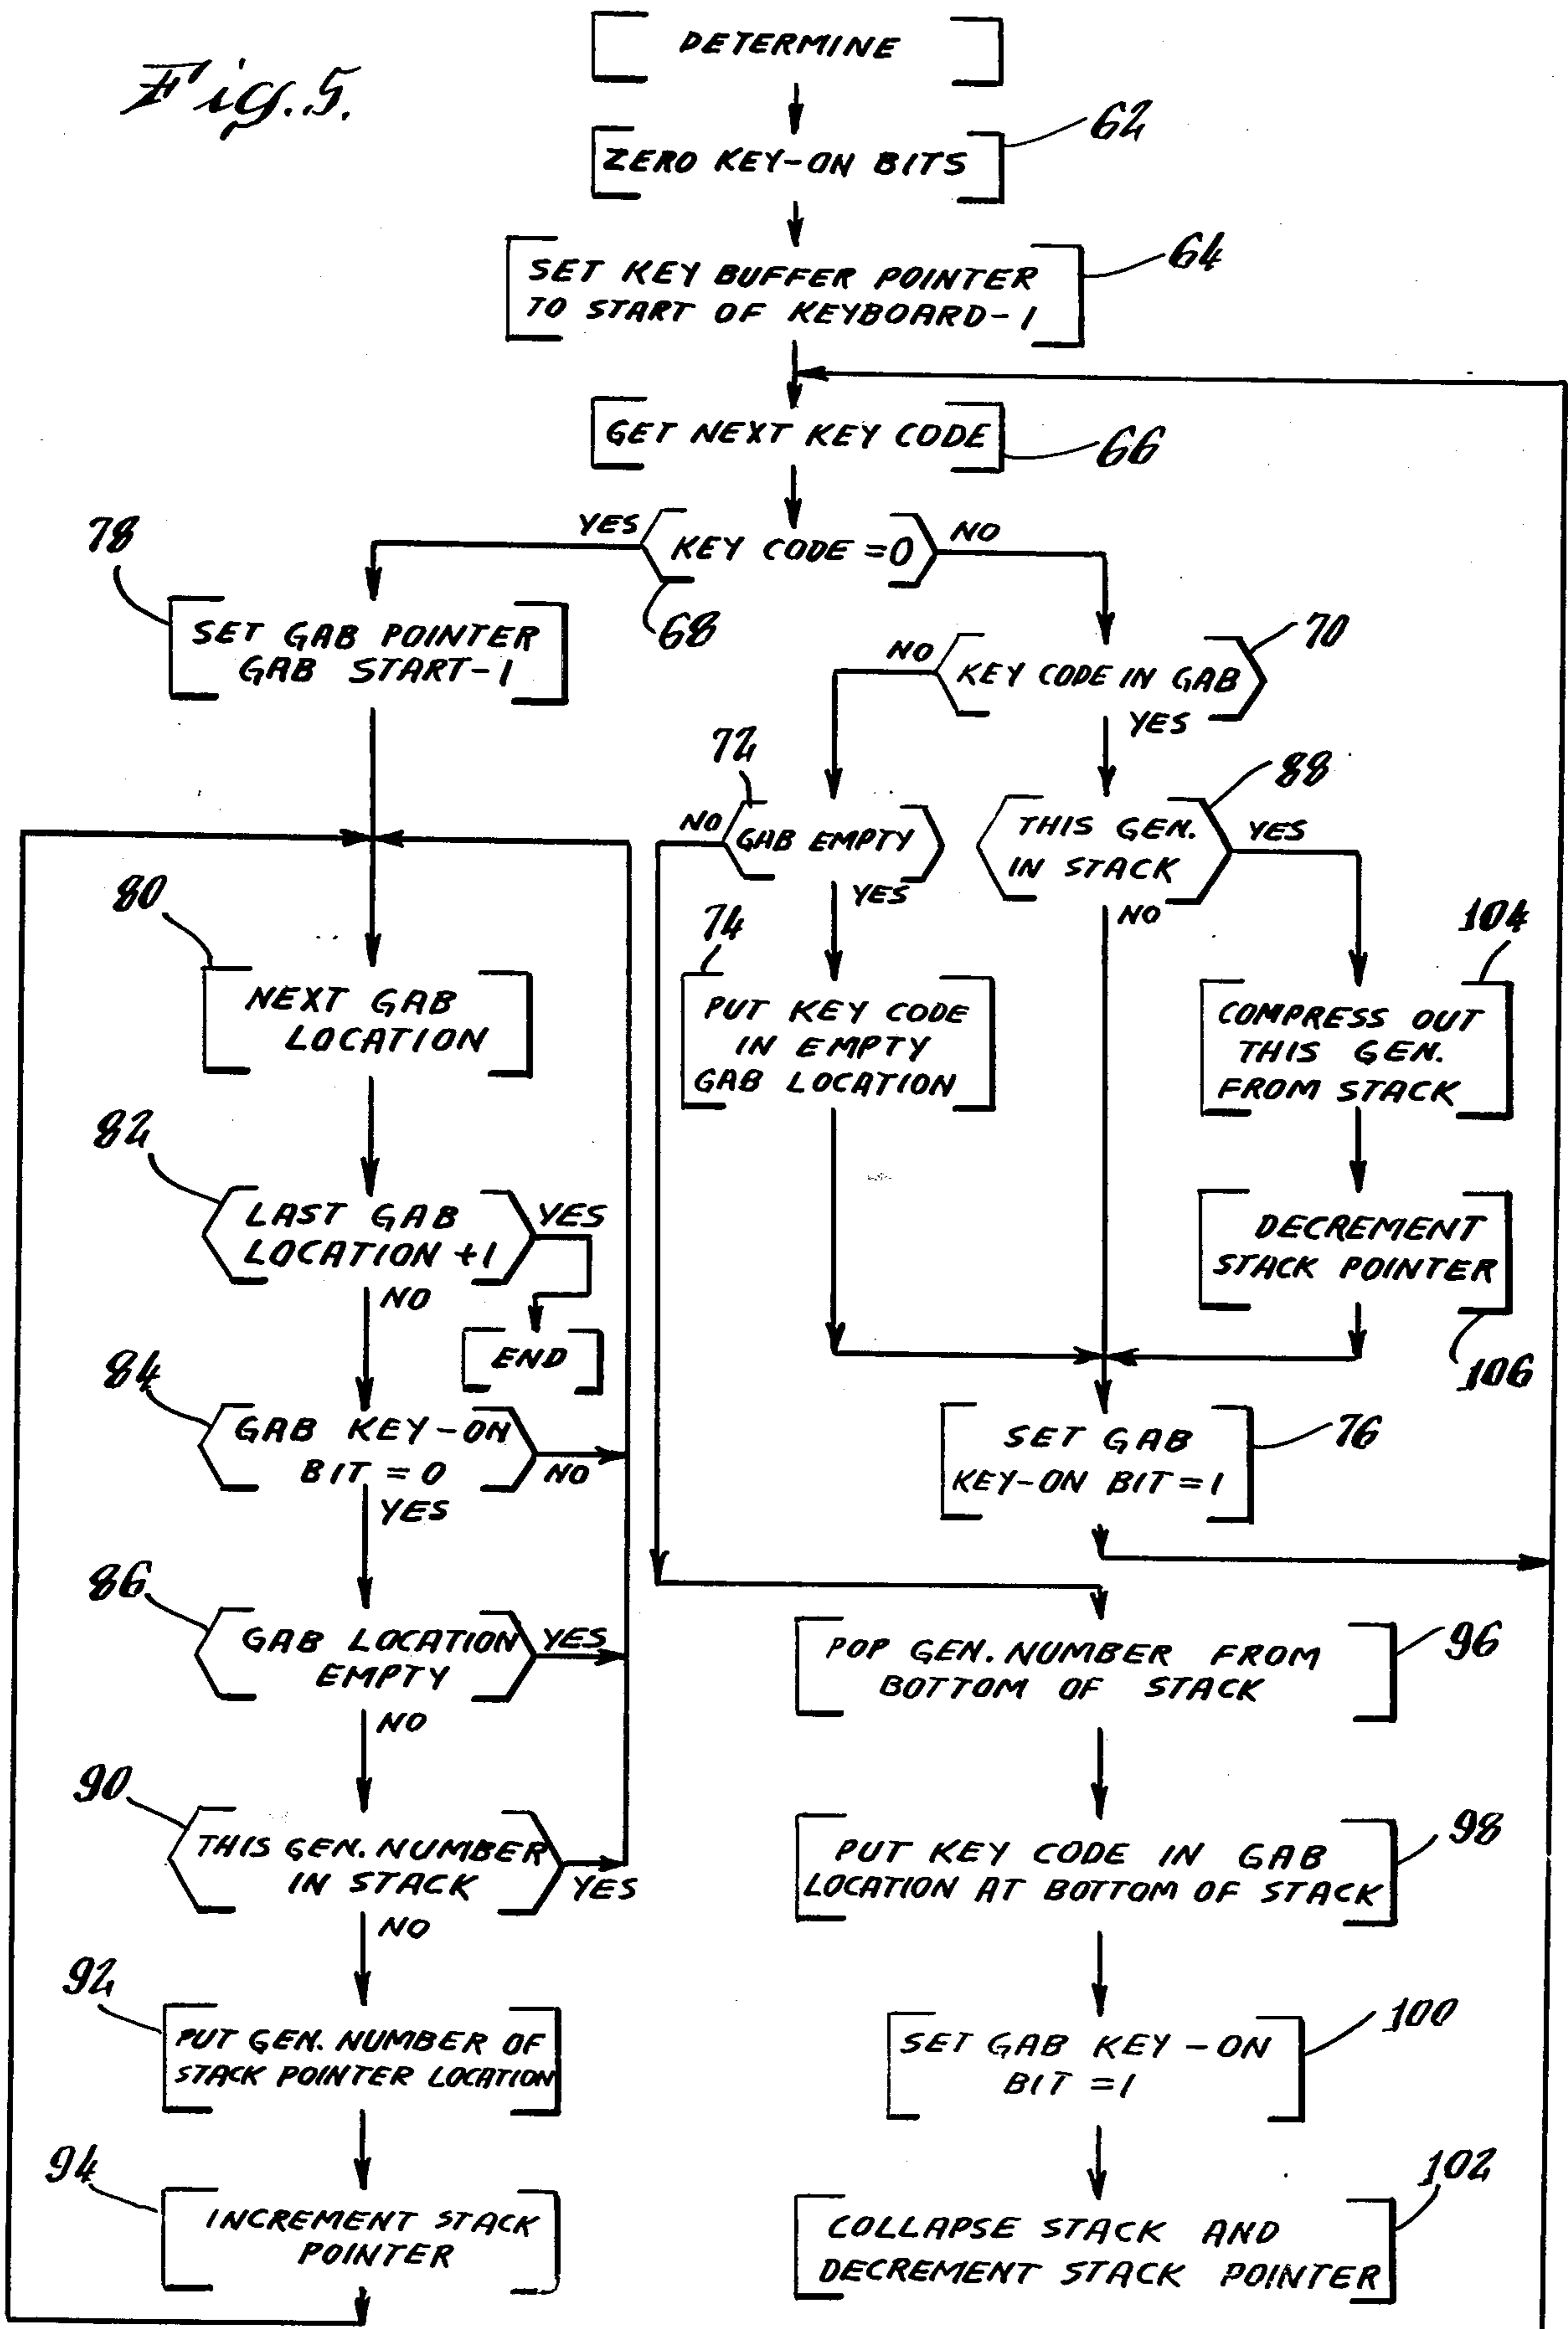 Fig. 5.
DETERMINE
62
ZERO KEY-ON BITS
64
SET KEY BUFFER POINTER
TO START OF KEYBOARD-1
GET NEXT KEY CODE
66
YES
KEY CODE =0
NO
68
78
SET GAB POINTER
GAB START-1
70
NO
KEY CODE IN GAB
YES
72
NO
GAB EMPTY
YES
88
THIS GEN.
IN STACK
YES
NO
74
PUT KEY CODE
IN EMPTY
GAB LOCATION
104
COMPRESS OUT
THIS GEN.
FROM STACK
DECREMENT
STACK POINTER
106
80
NEXT GAB
LOCATION
82
LAST GAB
LOCATION +1
YES
NO
END
84
GAB KEY-ON
BIT = 0
NO
YES
SET GAB
KEY-ON BIT = 1
76
86
GAB LOCATION
EMPTY
YES
NO
90
THIS GEN. NUMBER
IN STACK
YES
NO
92
PUT GEN. NUMBER OF
STACK POINTER LOCATION
94
INCREMENT STACK
POINTER
POP GEN. NUMBER FROM
BOTTOM OF STACK
96
PUT KEY CODE IN GAB
LOCATION AT BOTTOM OF STACK
98
SET GAB KEY-ON
BIT =1
100
COLLAPSE STACK AND
DECREMENT STACK POINTER
102